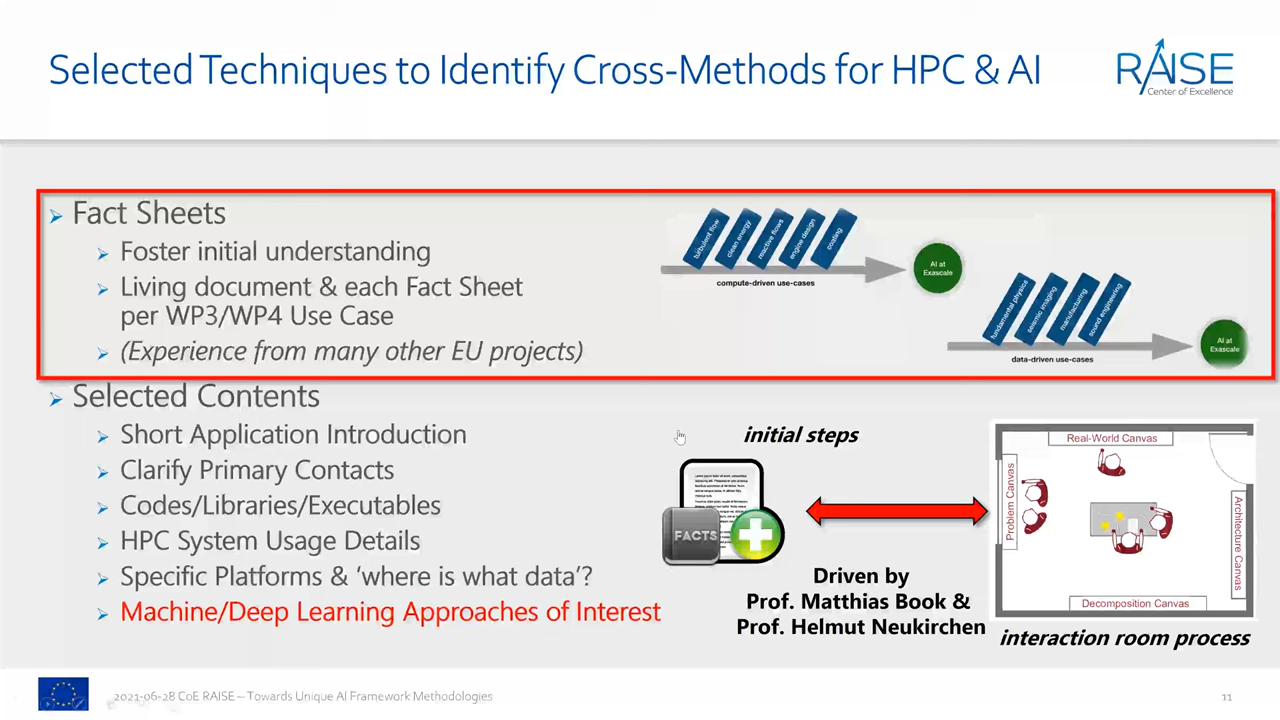 Selected Techniques to Identify Cross-Methods for HPC & AI
RAISE
Center of Excellence
Fact Sheets
Foster initial understanding
Living document & each Fact Sheet
per WP3/WP4 Use Case
(Experience from many other EU projects)
turbulent flow
clean energy
reactive flows
engine design
coating
compute-driven use-cases
AI at
Exascale
fundamental physics
seismic imaging
manufacturing
sound engineering
data-driven use-cases
AI at
Exascale
Selected Contents
Short Application Introduction
Clarify Primary Contacts
Codes/Libraries/Executables
HPC System Usage Details
Specific Platforms & ‘where is what data’?
Machine/Deep Learning Approaches of Interest
initial steps
FACTS
Driven by
Prof. Matthias Book &
Prof. Helmut Neukirchen
Real-World Canvas
Problem Canvas
Architecture Canvas
Decomposition Canvas
interaction room process
2021-06-28 CoE RAISE – Towards Unique AI Framework Methodologies
11